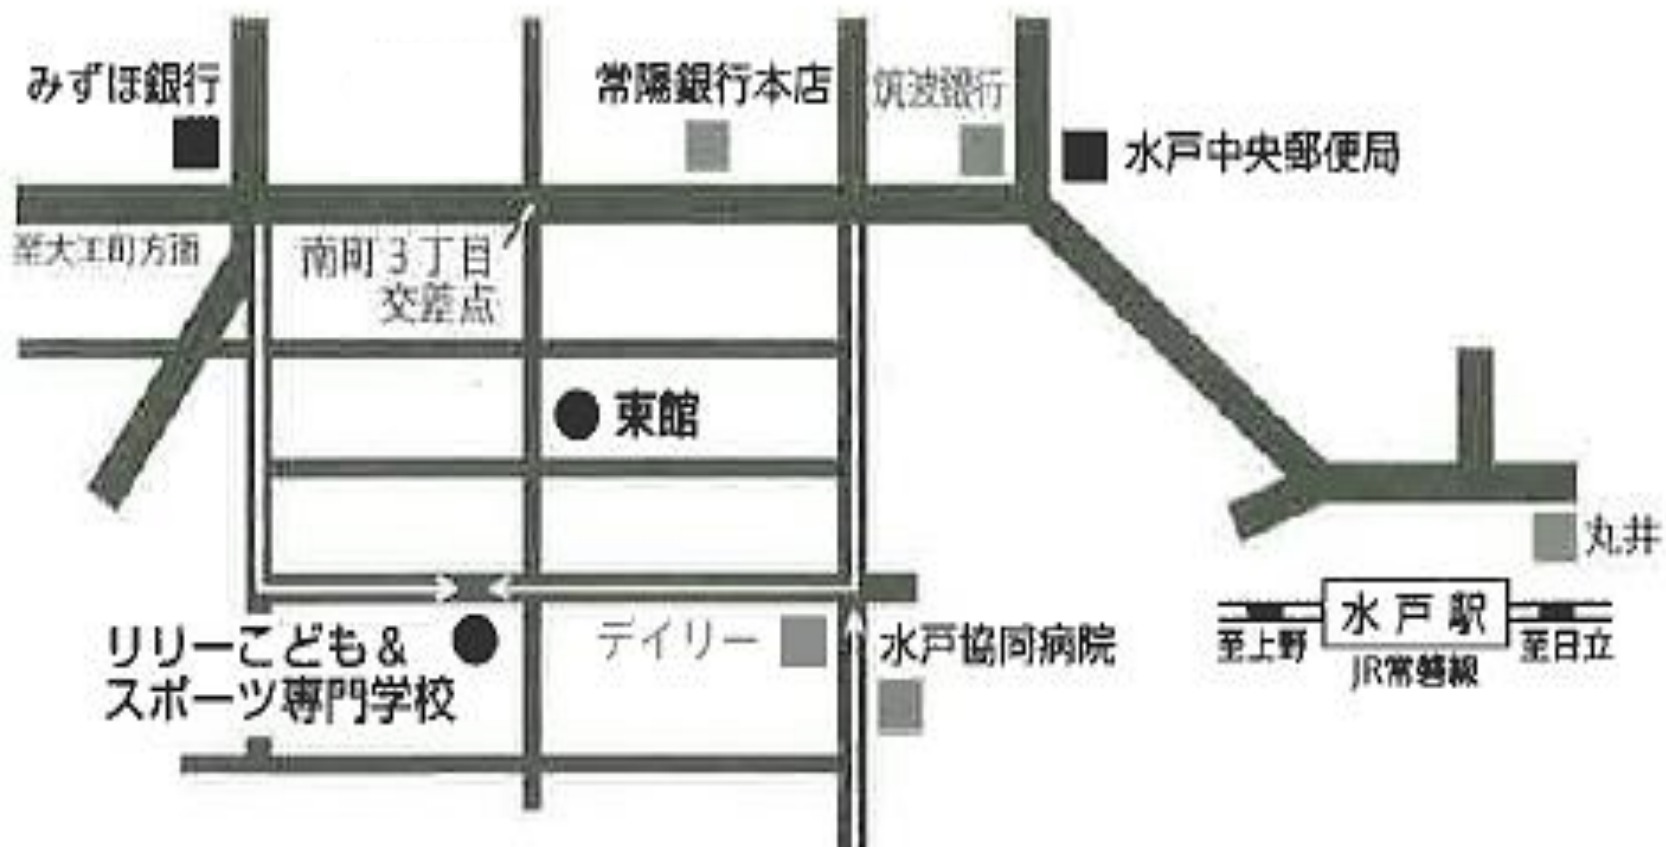 みずほ銀行
常陽銀行本店
筑波銀行
水戸中央郵便局
至大工町方面
南町3丁目
交差点
東館
丸井
水戸駅
至上野
至日立
JR常磐線
リリーこども&
スポーツ専門学校
デイリー
水戸協同病院